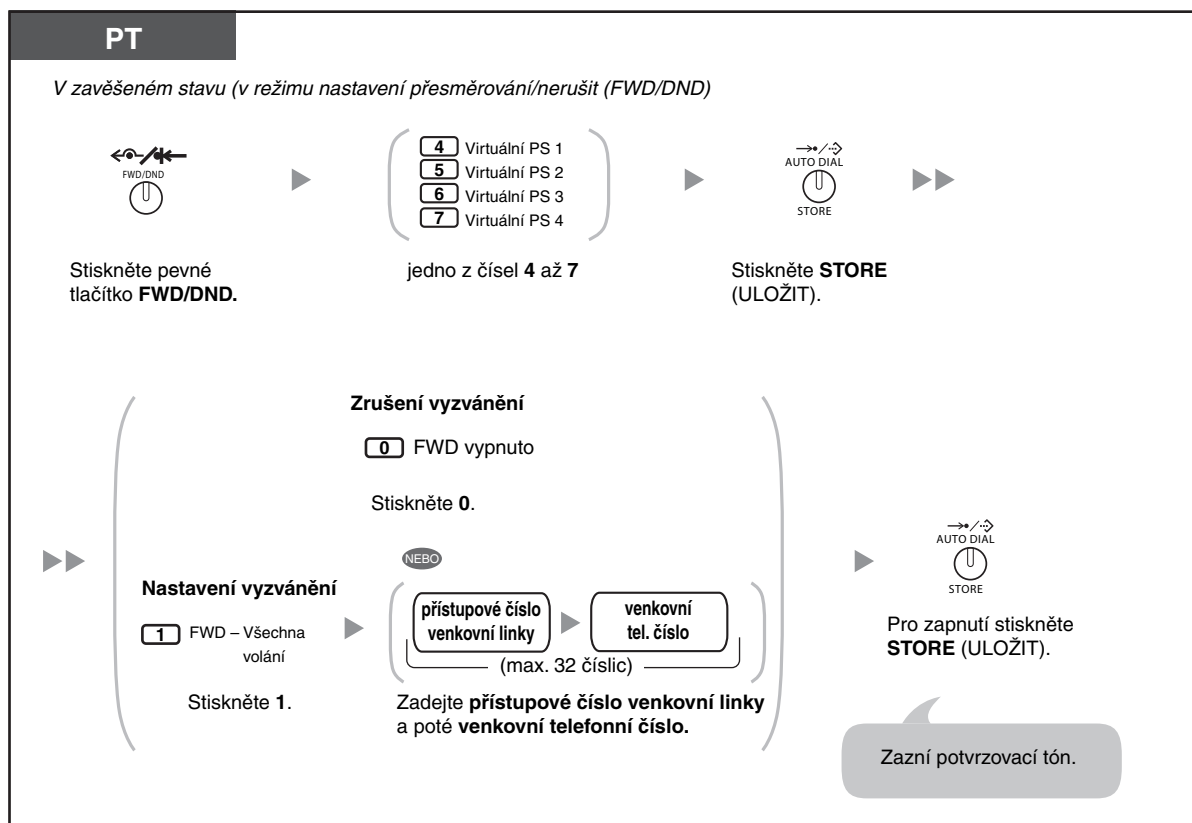 PT
V zavěšeném stavu (v režimu nastavení přesměrování/nerušit (FWD/DND)
FWD/DND
4 Virtuální PS 1
5 Virtuální PS 2
6 Virtuální PS 3
7 Virtuální PS 4
AUTO DIAL
STORE
Stiskněte pevné
tlačítko FWD/DND.
jedno z čísel 4 až 7
Stiskněte STORE
(ULOŽIT).
Zrušení vyzvánění
0 FWD vypnuto
Stiskněte 0.
NEBO
Nastavení vyzvánění
1 FWD – Všechna
volání
Stiskněte 1.
přístupové číslo
venkovní linky
venkovní
tel. číslo
(max. 32 číslic)
Zadejte přístupové číslo venkovní linky
a poté venkovní telefonní číslo.
AUTO DIAL
STORE
Pro zapnutí stiskněte
STORE (ULOŽIT).
Zazní potvrzovací tón.